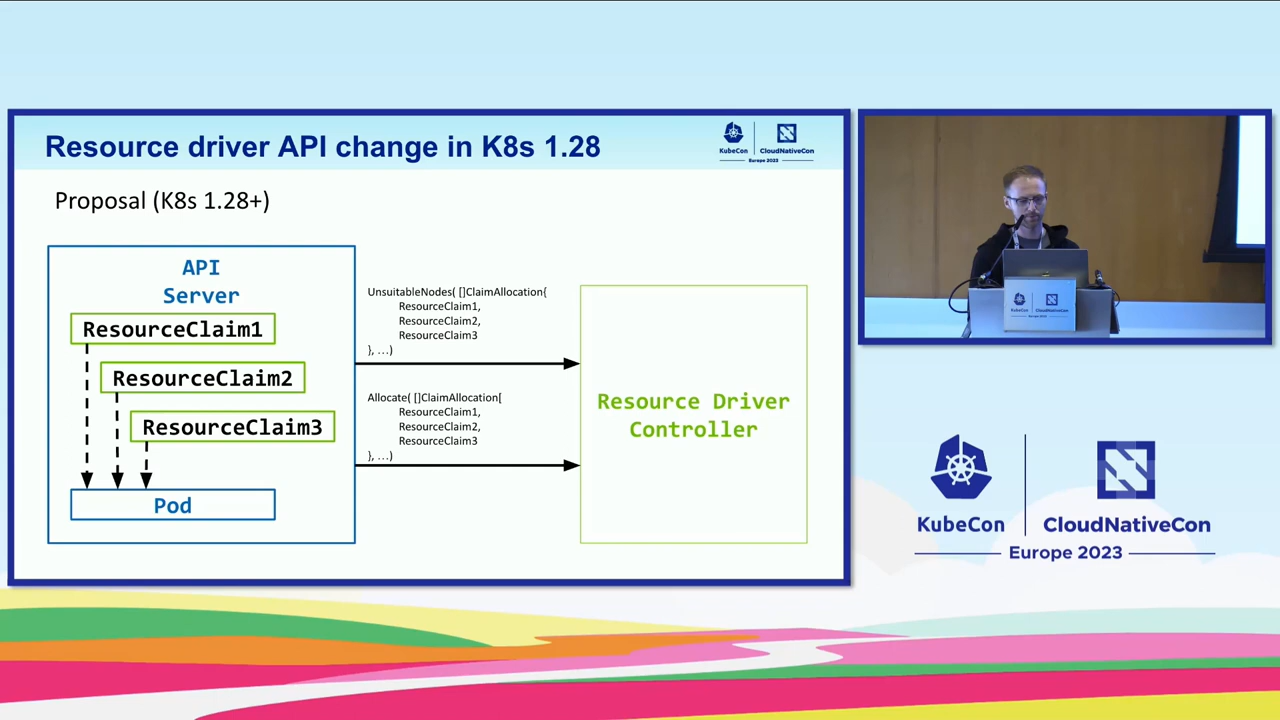 Resource driver API change in K8s 1.28
KubeCon
CloudNativeCon
Europe 2023
Proposal (K8s 1.28+)
API
Server
ResourceClaim1
ResourceClaim2
ResourceClaim3
Pod
UnsuitableNodes( []ClaimAllocation{
ResourceClaim1,
ResourceClaim2,
ResourceClaim3
}, ...)
Allocate( []ClaimAllocation[
ResourceClaim1,
ResourceClaim2,
ResourceClaim3
}, ...)
Resource Driver
Controller
KubeCon
CloudNativeCon
KubeCon
CloudNativeCon
Europe 2023